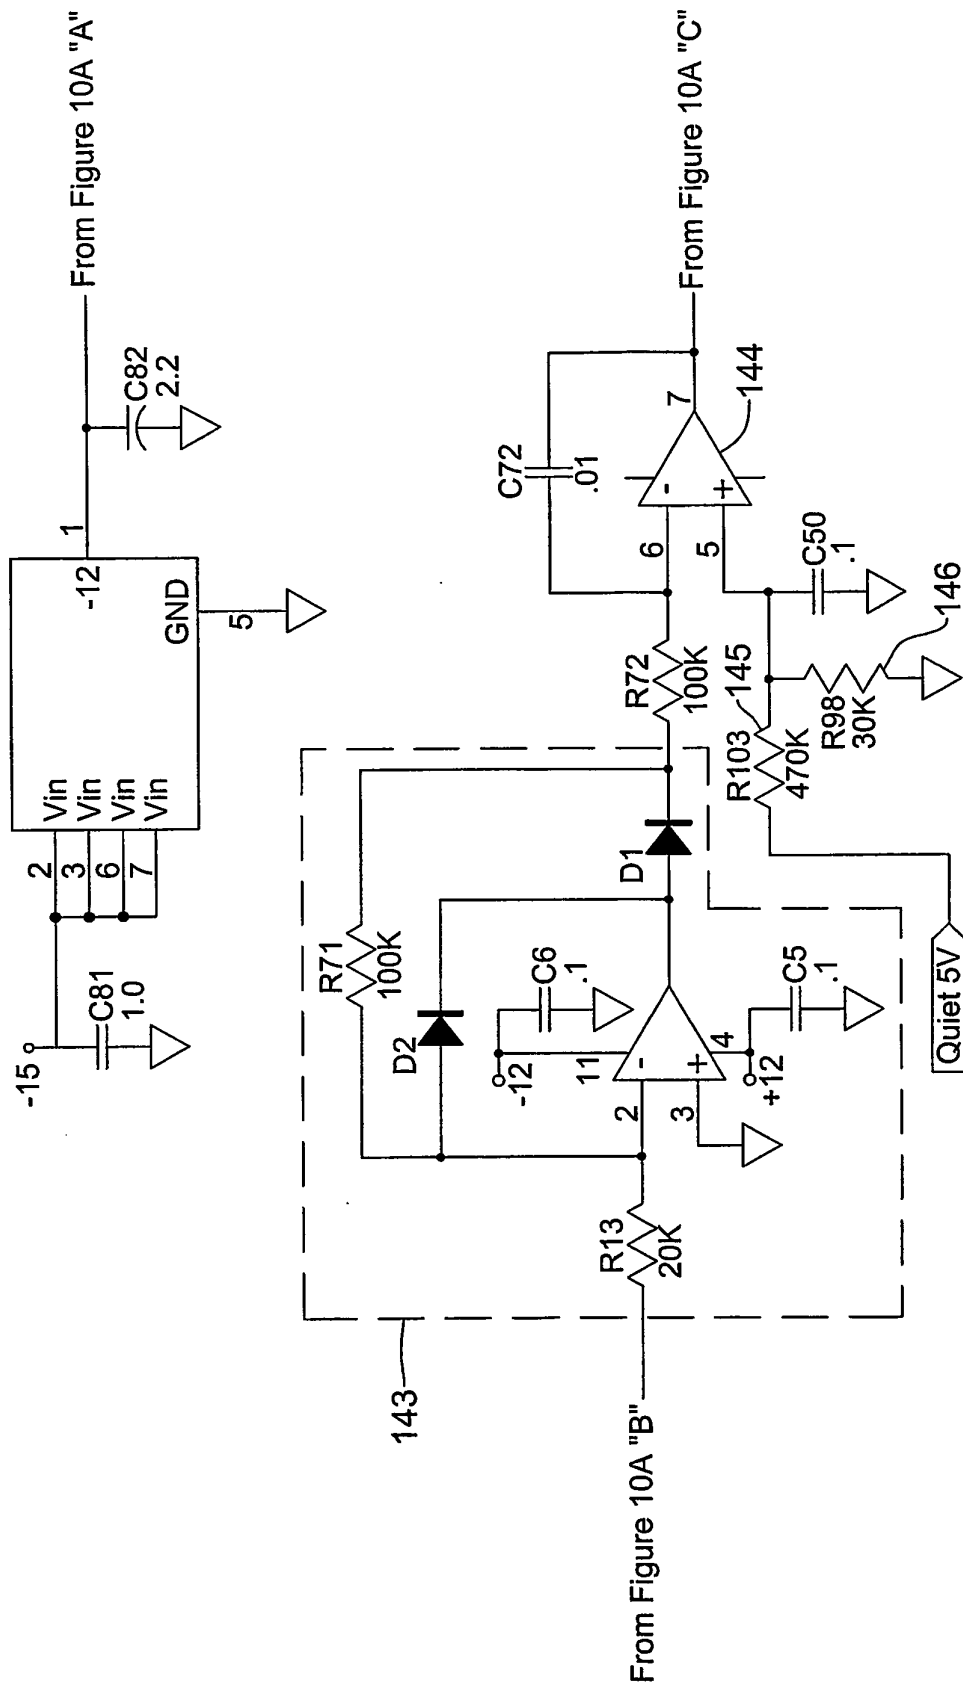 -15
C81
1.0
2
3
6
7
Vin
Vin
Vin
Vin
-12
GND
1
5
C82
2.2
From Figure 10A "A"
143
R71
100K
D2
-12
C6
.1
11
2
3
-
+
4
+12
C5
.1
R13
20K
From Figure 10A "B"
D1
R72
100K
C72
.01
6
5
-
+
7
144
From Figure 10A "C"
R103
470K
145
R98
30K
146
C50
.1
Quiet 5V